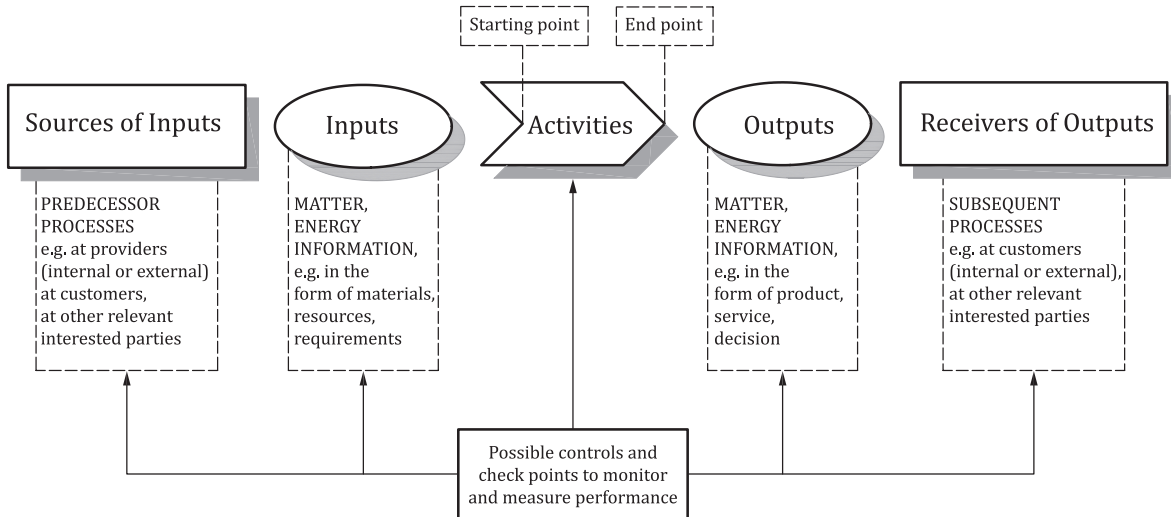 Starting point
End point
Sources of Inputs
Inputs
Activities
Outputs
Receivers of Outputs
PREDECESSOR
PROCESSES
e.g. at providers
(internal or external)
at customers,
at other relevant
interested parties
MATTER,
ENERGY
INFORMATION,
e.g. in the
form of materials,
resources,
requirements
MATTER,
ENERGY
INFORMATION,
e.g. in the
form of product,
service,
decision
SUBSEQUENT
PROCESSES
e.g. at customers
(internal or external),
at other relevant
interested parties
Possible controls and
check points to monitor
and measure performance